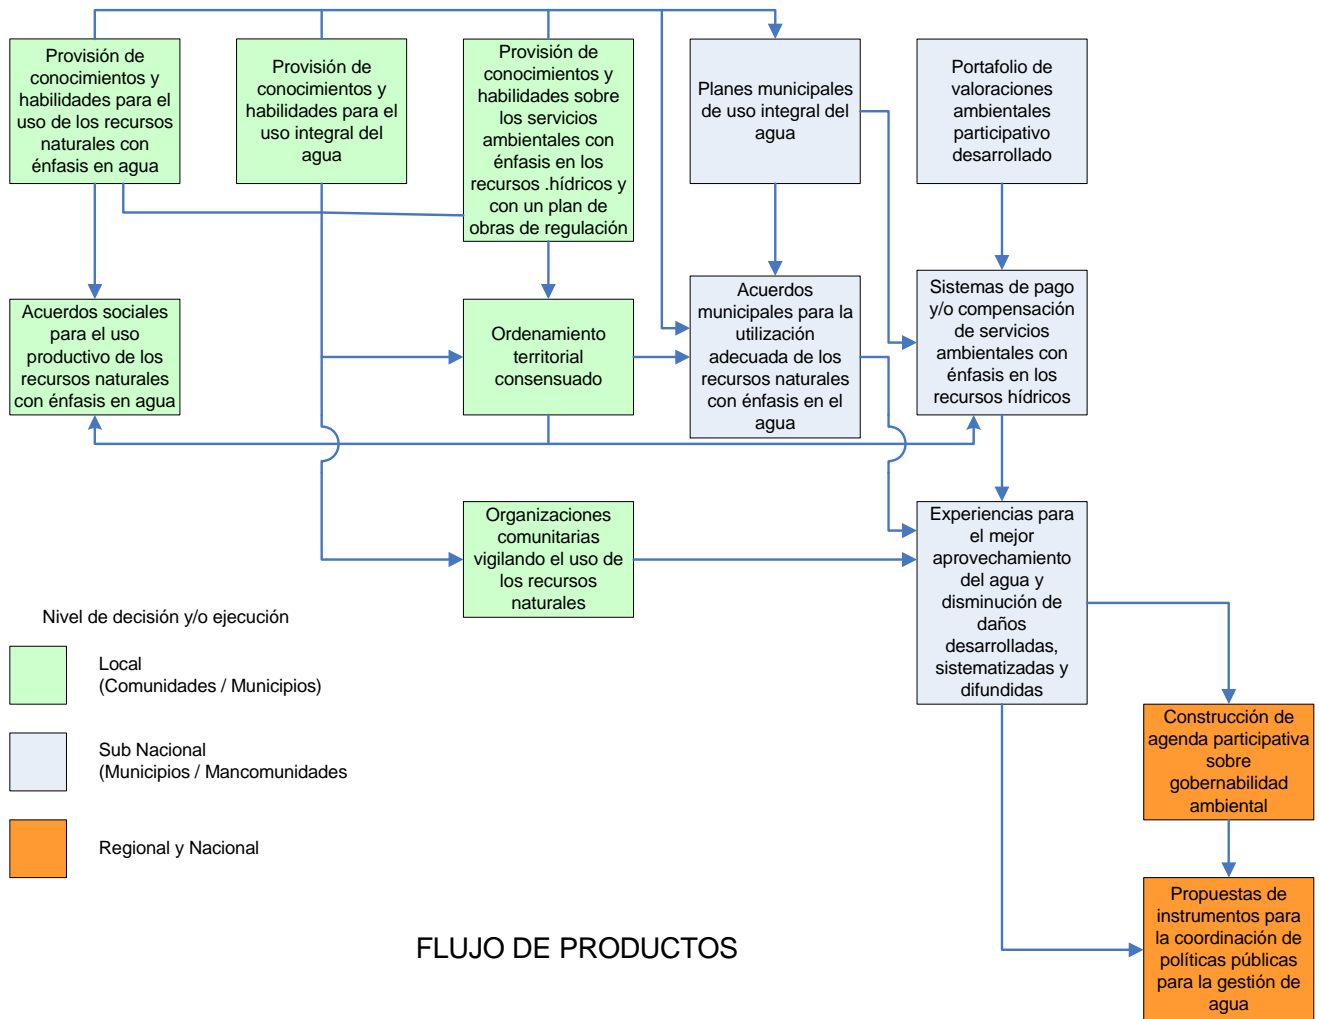 Provisión de
conocimientos y
habilidades para el
uso de los recursos
naturales con
énfasis en agua
Provisión de
conocimientos y
habilidades para el
uso integral del
agua
Provisión de
conocimientos y
habilidades sobre
los servicios
ambientales con
énfasis en los
recursos .hídricos y
con un plan de
obras de regulación
Planes municipales
de uso integral del
agua
Portafolio de
valoraciones
ambientales
participativo
desarrollado
Acuerdos sociales
para el uso
productivo de los
recursos naturales
con énfasis en agua
Ordenamiento
territorial
consensuado
Acuerdos
municipales para la
utilización
adecuada de los
recursos naturales
con énfasis en el
agua
Sistemas de pago
y/o compensación
de servicios
ambientales con
énfasis en los
recursos hídricos
Organizaciones
comunitarias
vigilando el uso de
los recursos
naturales
Experiencias para
el mejor
aprovechamiento
del agua y
disminución de
daños
desarrolladas,
sistematizadas y
difundidas
Nivel de decisión y/o ejecución
Local
(Comunidades / Municipios)
Sub Nacional
(Municipios / Mancomunidades
Regional y Nacional
Construcción de
agenda participativa
sobre
gobernabilidad
ambiental
Propuestas de
instrumentos para
la coordinación de
políticas públicas
para la gestión de
agua
FLUJO DE PRODUCTOS